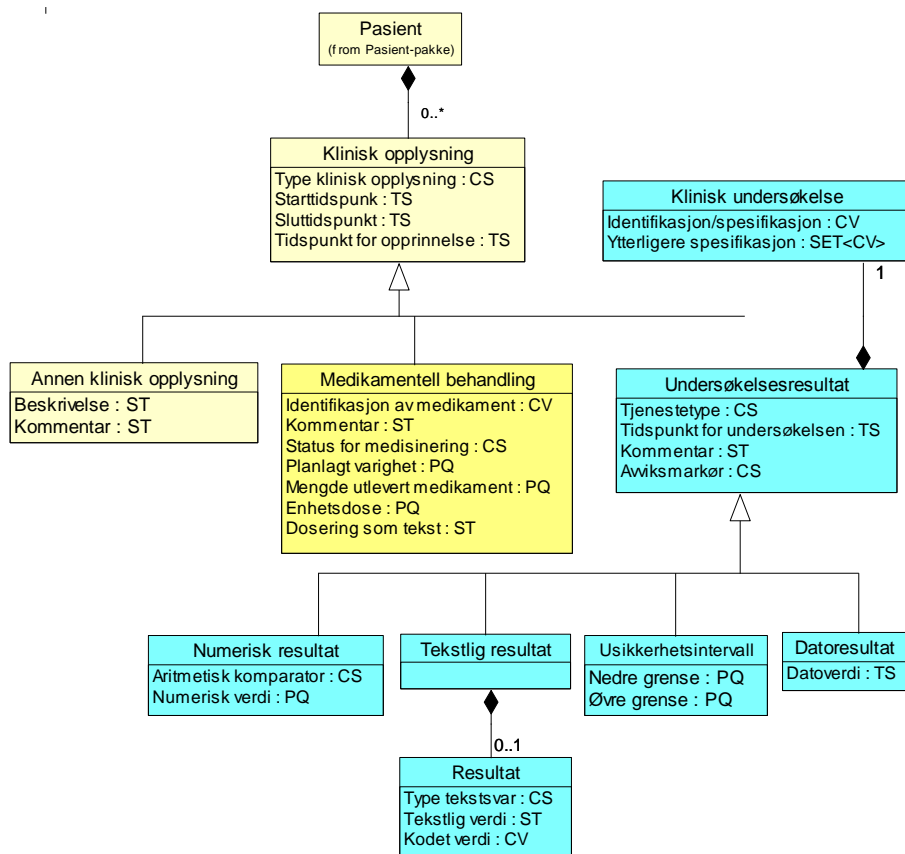 Pasient
(from Pasient-pakke)
0..*
Klinisk opplysning
Type klinisk opplysning : CS
Starttidspunk : TS
Sluttidspunkt : TS
Tidspunkt for opprinnelse : TS
Klinisk undersøkelse
Identifikasjon/spesifikasjon : CV
Ytterligere spesifikasjon : SET<CV>
1
Annen klinisk opplysning
Beskrivelse : ST
Kommentar : ST
Medikamentell behandling
Identifikasjon av medikament : CV
Kommentar : ST
Status for medisinering : CS
Planlagt varighet : PQ
Mengde utlevert medikament : PQ
Enhetsdose : PQ
Dosering som tekst : ST
Undersøkelsesresultat
Tjenestetype : CS
Tidspunkt for undersøkelsen : TS
Kommentar : ST
Avviksmarkør : CS
Numerisk resultat
Aritmetisk komparator : CS
Numerisk verdi : PQ
Tekstlig resultat
Usikkerhetsintervall
Nedre grense : PQ
Øvre grense : PQ
Datoresultat
Datoverdi : TS
0..1
Resultat
Type tekstsvar : CS
Tekstlig verdi : ST
Kodet verdi : CV